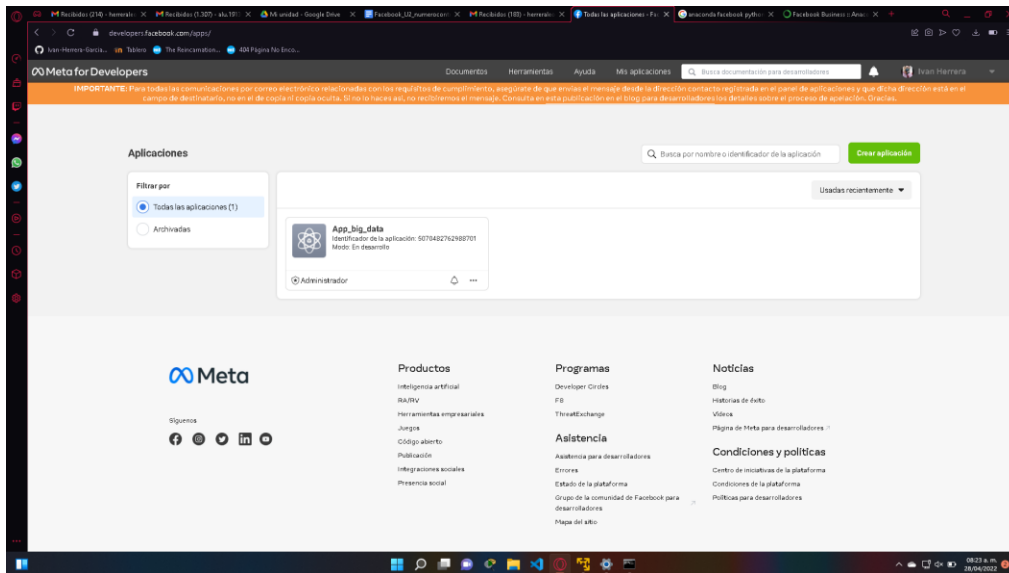 Recibidos (214) - hemerald
Recibidos (1.307) - alu.19
Mi unidad - Google Drive
Facebook_U2_numerocom
Recibidos (165) - herrerald
Todas las aplicaciones - Fa
anaconda facebook python
Facebook Business :: Anac
developers.facebook.com/apps/
Ivan-Herrera-Garcia...
Tablero
The Reincarnation...
404 Página No Enco...
Meta for Developers
Documentos
Herramientas
Ayuda
Mis aplicaciones
Busca documentación para desarrolladores
Ivan Herrera
IMPORTANTE: Para todas las comunicaciones por correo electrónico relacionadas con los requisitos de cumplimiento, asegúrate de que envías el mensaje desde la dirección contacto registrada en el panel de aplicaciones y que dicha dirección está en el
campo de destinatario, no en el de copia ni copia oculta. Si no lo haces así, no recibiremos el mensaje. Consulta en esta publicación en el blog para desarrolladores los detalles sobre el proceso de apelación. Gracias.
Aplicaciones
Busca por nombre o identificador de la aplicación
Crear aplicación
Filtrar por
Todas las aplicaciones (1)
Archivadas
Usadas recientemente
App_big_data
Identificador de la aplicación: 5070482762988701
Modo: En desarrollo
Administrador
Meta
Síguenos
Productos
Inteligencia artificial
RA/RV
Herramientas empresariales
Juegos
Código abierto
Publicación
Integraciones sociales
Presencia social
Programas
Developer Circles
F8
ThreatExchange
Asistencia
Asistencia para desarrolladores
Errores
Estado de la plataforma
Grupo de la comunidad de Facebook para
desarrolladores
Mapa del sitio
Noticias
Blog
Historias de éxito
Vídeos
Página de Meta para desarrolladores
Condiciones y políticas
Centro de iniciativas de la plataforma
Condiciones de la plataforma
Políticas para desarrolladores
08:23 a. m.
28/04/2022